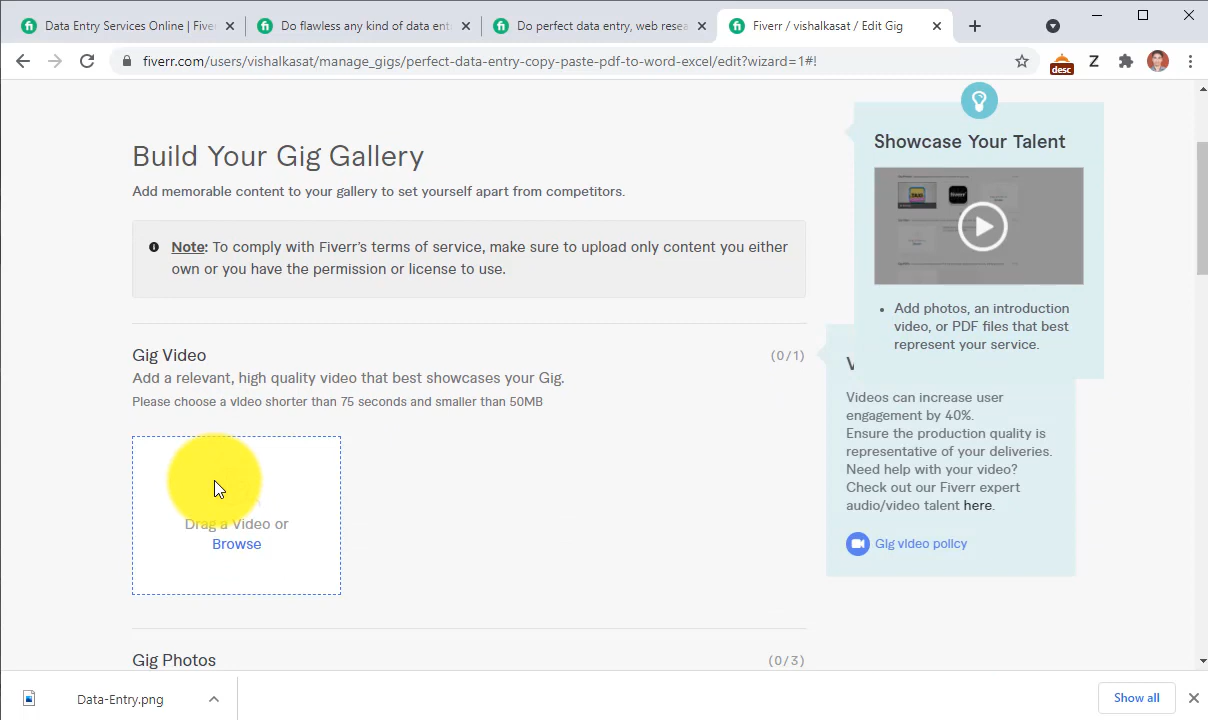 Data Entry Services Online | Five
Do flawless any kind of data ent
Do perfect data entry, web resea
Fiverr / vishalkasat / Edit Gig
fiverr.com/users/vishalkasat/manage_gigs/perfect-data-entry-copy-paste-pdf-to-word-excel/edit?wizard=1#!
desc
Z
Build Your Gig Gallery
Add memorable content to your gallery to set yourself apart from competitors.
Note: To comply with Fiverr's terms of service, make sure to upload only content you either
own or you have the permission or license to use.
Showcase Your Talent
Add photos, an introduction
video, or PDF files that best
represent your service.
Gig Video
(0/1)
Add a relevant, high quality video that best showcases your Gig.
Please choose a video shorter than 75 seconds and smaller than 50MB
Drag a Video or
Browse
Videos can increase user
engagement by 40%.
Ensure the production quality is
representative of your deliveries.
Need help with your video?
Check out our Fiverr expert
audio/video talent here.
Gig video policy
Gig Photos
(0/3)
Data-Entry.png
Show all